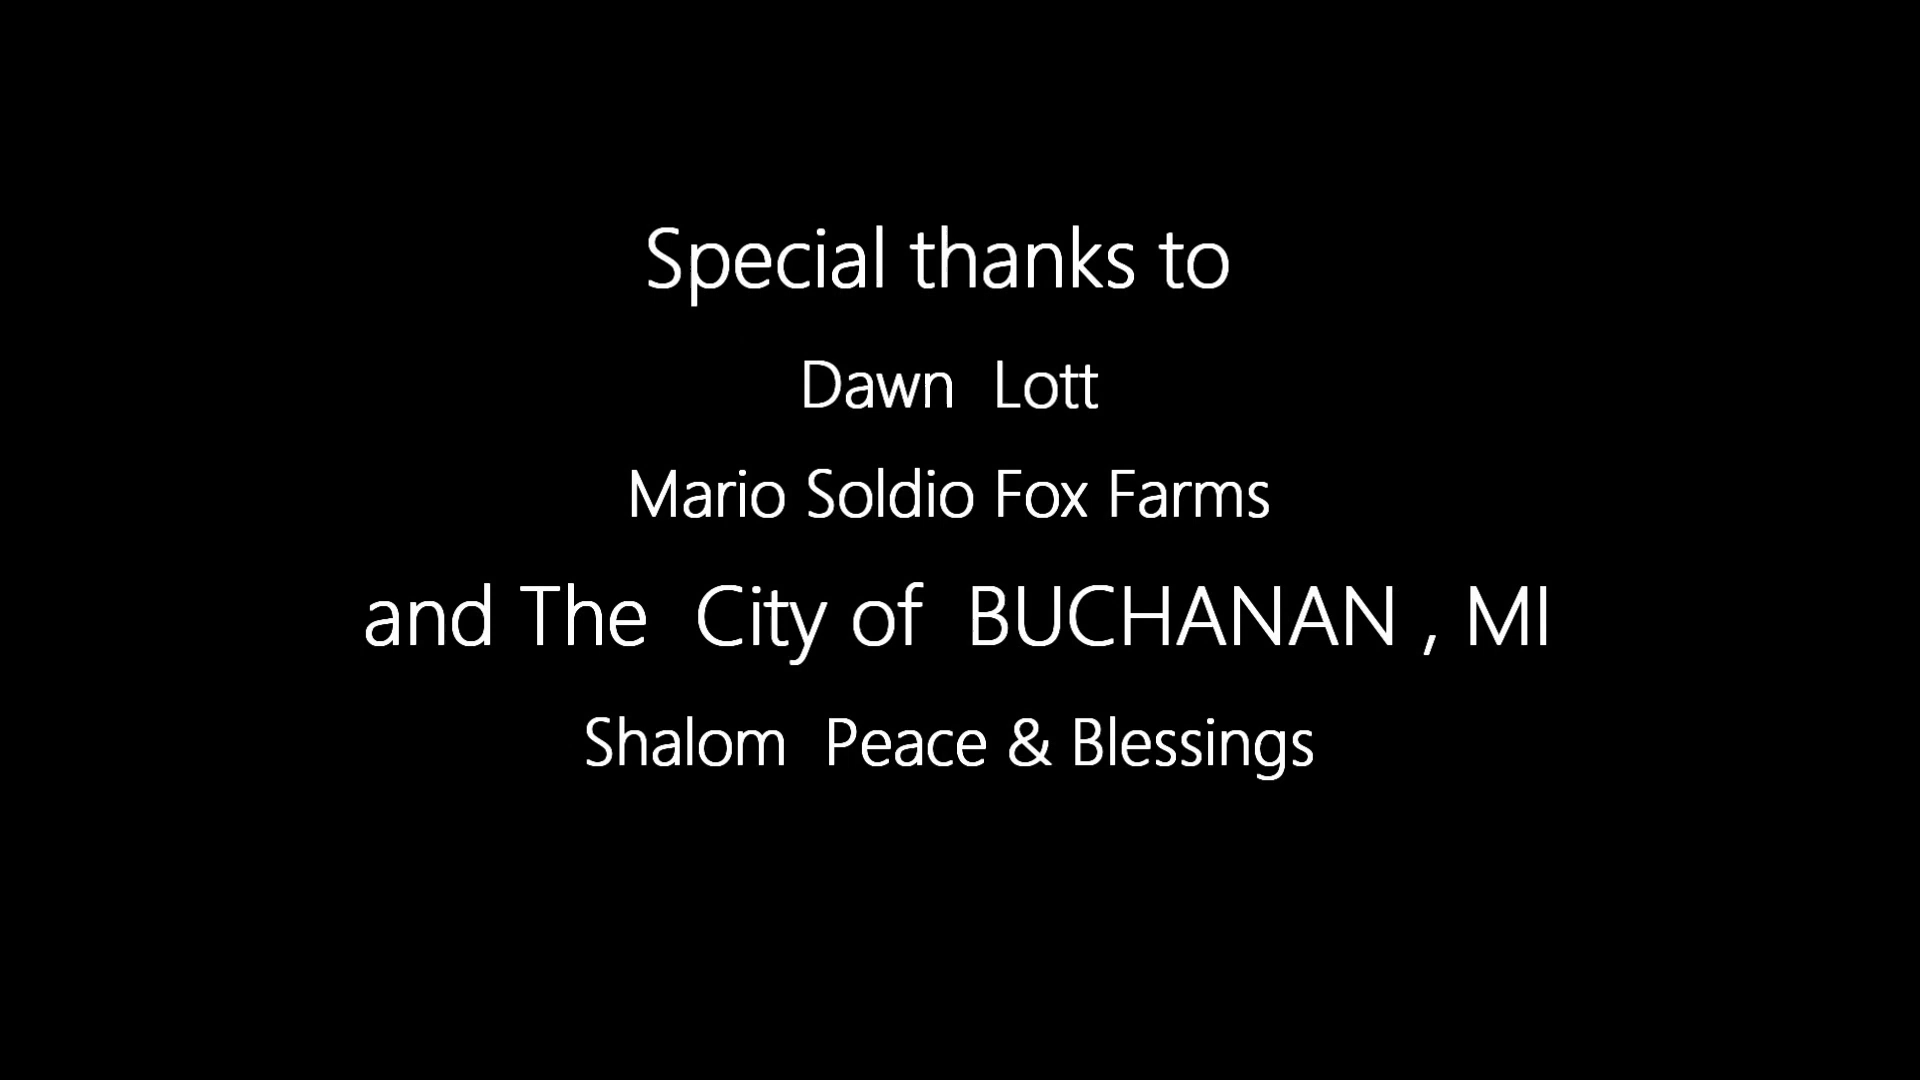 Special thanks to
Dawn  Lott
Mario Soldio Fox Farms
and The  City of  BUCHANAN , MI
Shalom  Peace & Blessings